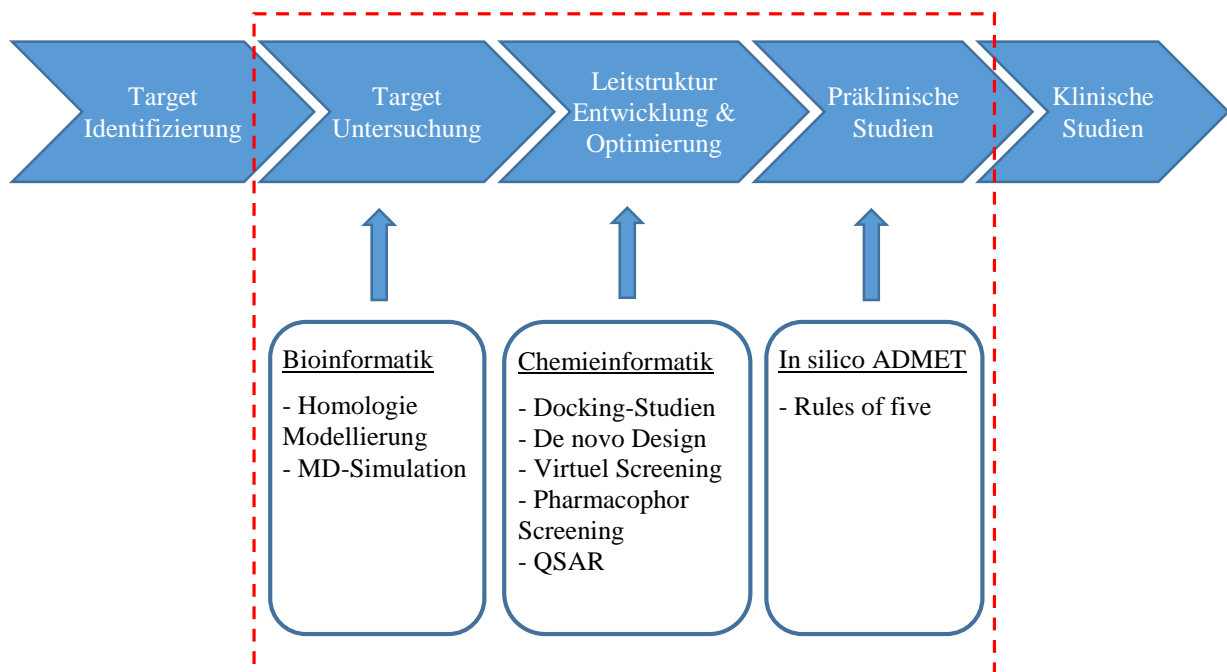 Target
Identifizierung
Target
Untersuchung
Leitstruktur
Entwicklung &
Optimierung
Präklinische
Studien
Klinische
Studien
Bioinformatik
- Homologie
Modellierung
- MD-Simulation
Chemieinformatik
- Docking-Studien
- De novo Design
- Virtuel Screening
- Pharmacophor
Screening
- QSAR
In silico ADMET
- Rules of five